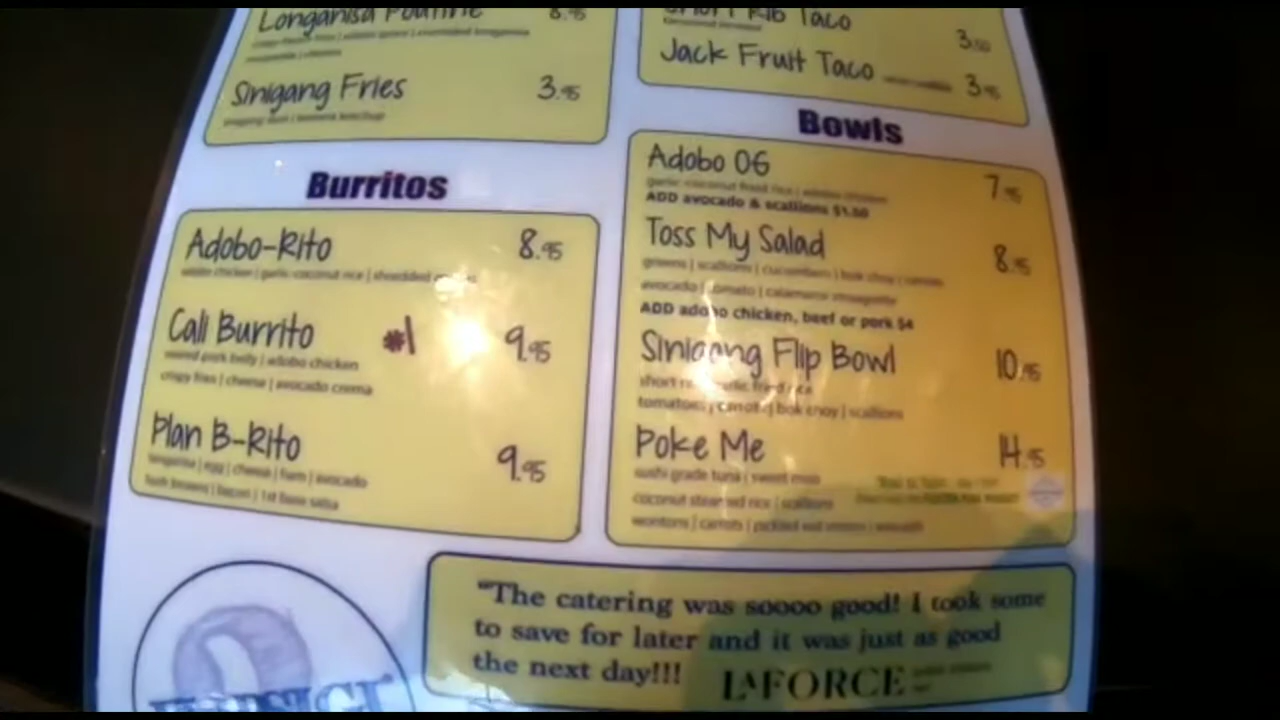 Longanisa Poutine 8.95
Sinigang Fries 3.95
Short Rib Taco 3.50
Jack Fruit Taco 3.95
Burritos
Adobo-Rito 8.95
adobo chicken | garlic-coconut rice | shredded
Cali Burrito #1 9.95
pork belly | adobo chicken
crispy fries | cheese | avocado crema
Plan B-Rito 9.95
longanisa | egg | cheese | ham | avocado
hash browns | bacon |
Bowls
Adobo OG 7.95
garlic-coconut fried rice | adobo chicken
ADD avocado & scallions $1.50
Toss My Salad 8.95
greens | scallions | cucumbers | bok choy | carrots
avocado | tomato | calamansi vinaigrette
ADD adobo chicken, beef or pork $4
Sinigang Flip Bowl 10.95
short rib garlic fried rice
tomatoes | carrots | bok choy | scallions
Poke Me 14.95
sushi grade tuna | sweet
coconut steamed rice | scallions
wontons | carrots | pickled red onions |
"The catering was soooo good! I took some
to save for later and it was just as good
the next day!!! LAFORCE